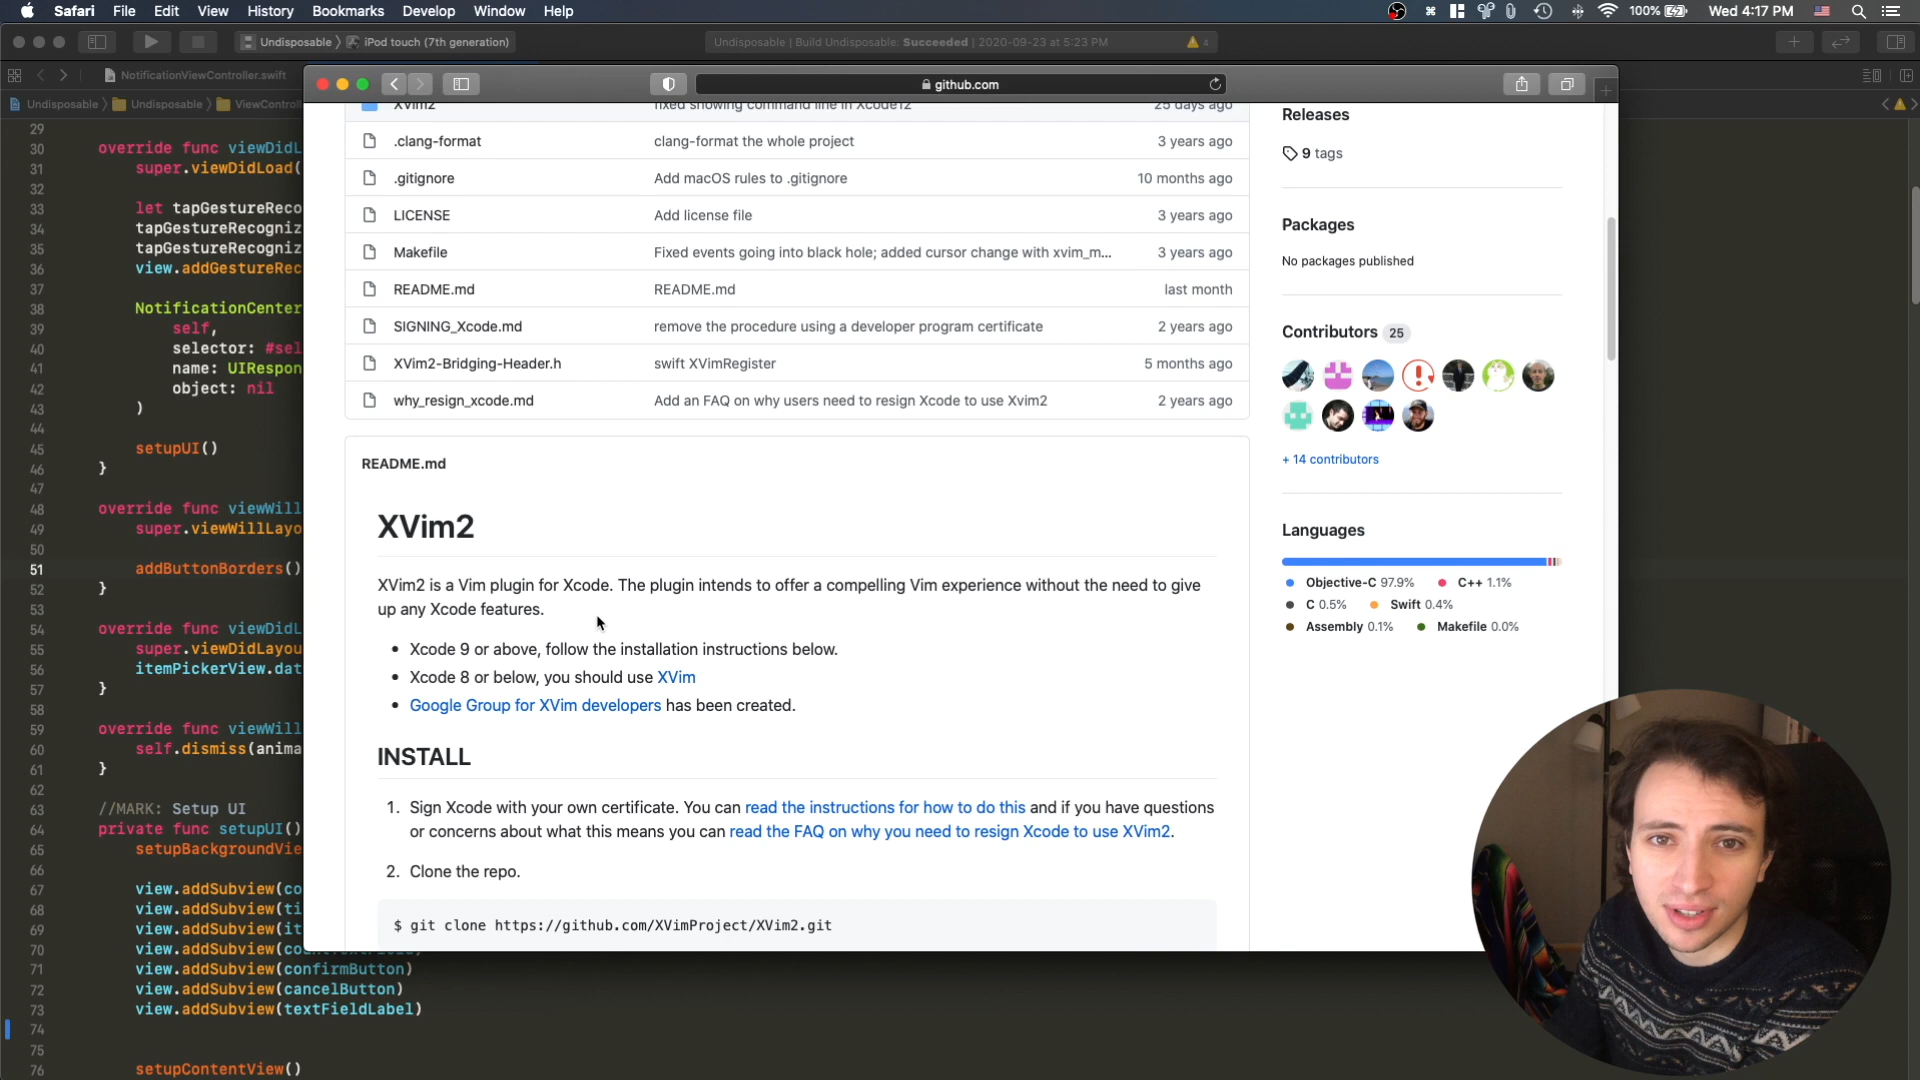 Safari File Edit View History Bookmarks Develop Window Help 100% Wed 4:17 PM
Undisposable iPod touch (7th generation) Undisposable | Build Undisposable: Succeeded | 2020-09-23 at 5:23 PM 4
NotificationViewController.swift
Undisposable Undisposable ViewControl
29
30 override func viewDidL
31 super.viewDidLoad(
32
33 let tapGestureReco
34 tapGestureRecogniz
35 tapGestureRecogniz
36 view.addGestureRec
37
38 NotificationCenter
39 self,
40 selector: #sel
41 name: UIRespon
42 object: nil
43 )
44
45 setupUI()
46 }
47
48 override func viewWill
49 super.viewWillLayo
50
51 addButtonBorders()
52 }
53
54 override func viewDidL
55 super.viewDidLayou
56 itemPickerView.dat
57 }
58
59 override func viewWill
60 self.dismiss(anima
61 }
62
63 //MARK: Setup UI
64 private func setupUI()
65 setupBackgroundVie
66
67 view.addSubview(co
68 view.addSubview(ti
69 view.addSubview(it
70 view.addSubview(co
71 view.addSubview(confirmButton)
72 view.addSubview(cancelButton)
73 view.addSubview(textFieldLabel)
74
75
76 setupContentView()
github.com
XVim2 fixed showing command line in Xcode12 25 days ago
.clang-format clang-format the whole project 3 years ago
.gitignore Add macOS rules to .gitignore 10 months ago
LICENSE Add license file 3 years ago
Makefile Fixed events going into black hole; added cursor change with xvim_m... 3 years ago
README.md README.md last month
SIGNING_Xcode.md remove the procedure using a developer program certificate 2 years ago
XVim2-Bridging-Header.h swift XVimRegister 5 months ago
why_resign_xcode.md Add an FAQ on why users need to resign Xcode to use Xvim2 2 years ago
README.md
XVim2
XVim2 is a Vim plugin for Xcode. The plugin intends to offer a compelling Vim experience without the need to give
up any Xcode features.
• Xcode 9 or above, follow the installation instructions below.
• Xcode 8 or below, you should use XVim
• Google Group for XVim developers has been created.
INSTALL
1. Sign Xcode with your own certificate. You can read the instructions for how to do this and if you have questions
or concerns about what this means you can read the FAQ on why you need to resign Xcode to use XVim2.
2. Clone the repo.
$ git clone https://github.com/XVimProject/XVim2.git
Releases
9 tags
Packages
No packages published
Contributors 25
+ 14 contributors
Languages
Objective-C 97.9% C++ 1.1%
C 0.5% Swift 0.4%
Assembly 0.1% Makefile 0.0%